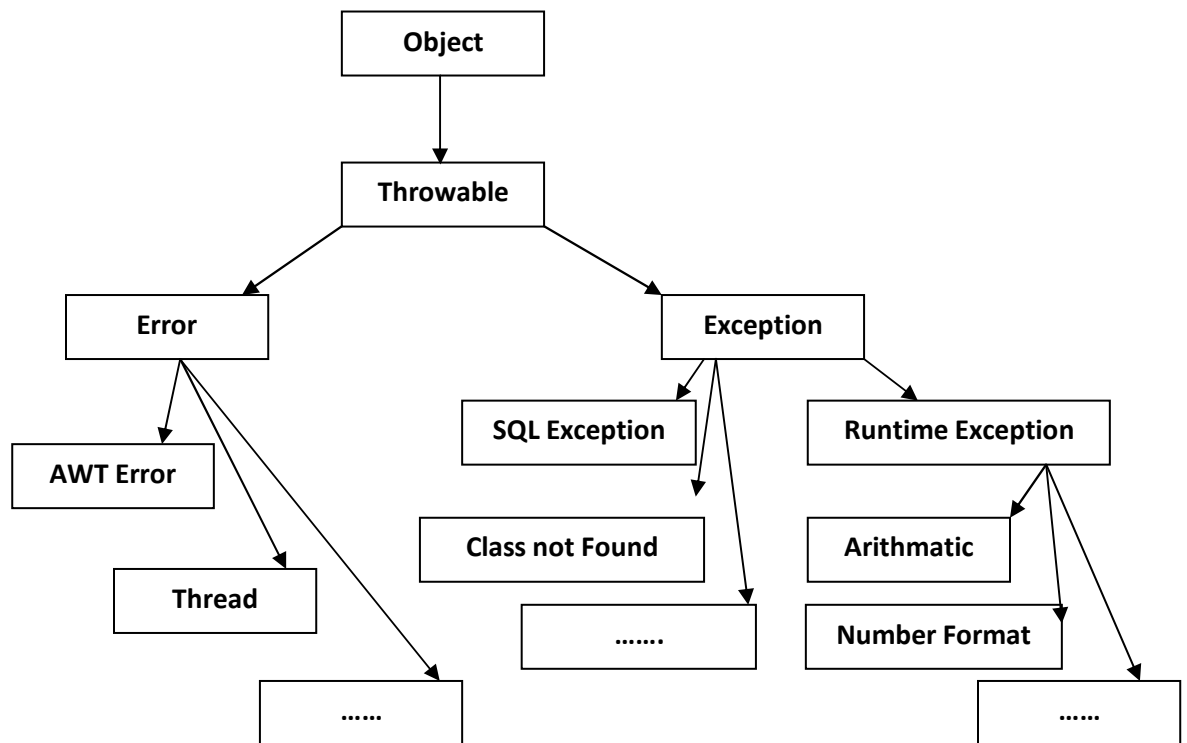 Object
Throwable
Error
Exception
SQL Exception
Runtime Exception
AWT Error
Class not Found
Arithmatic
Thread
…….
Number Format
……
……